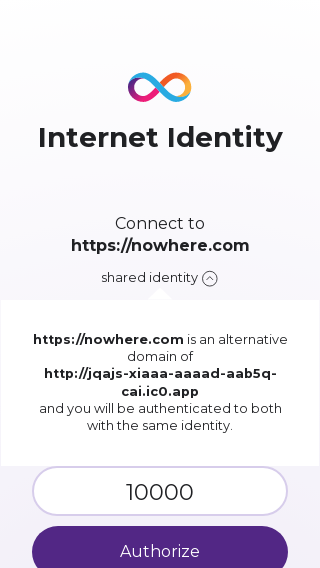 Internet Identity
Connect to
https://nowhere.com
shared identity
https://nowhere.com is an alternative
domain of
http://jqajs-xiaaa-aaaad-aab5q-
cai.ic0.app
and you will be authenticated to both
with the same identity.
10000
Authorize